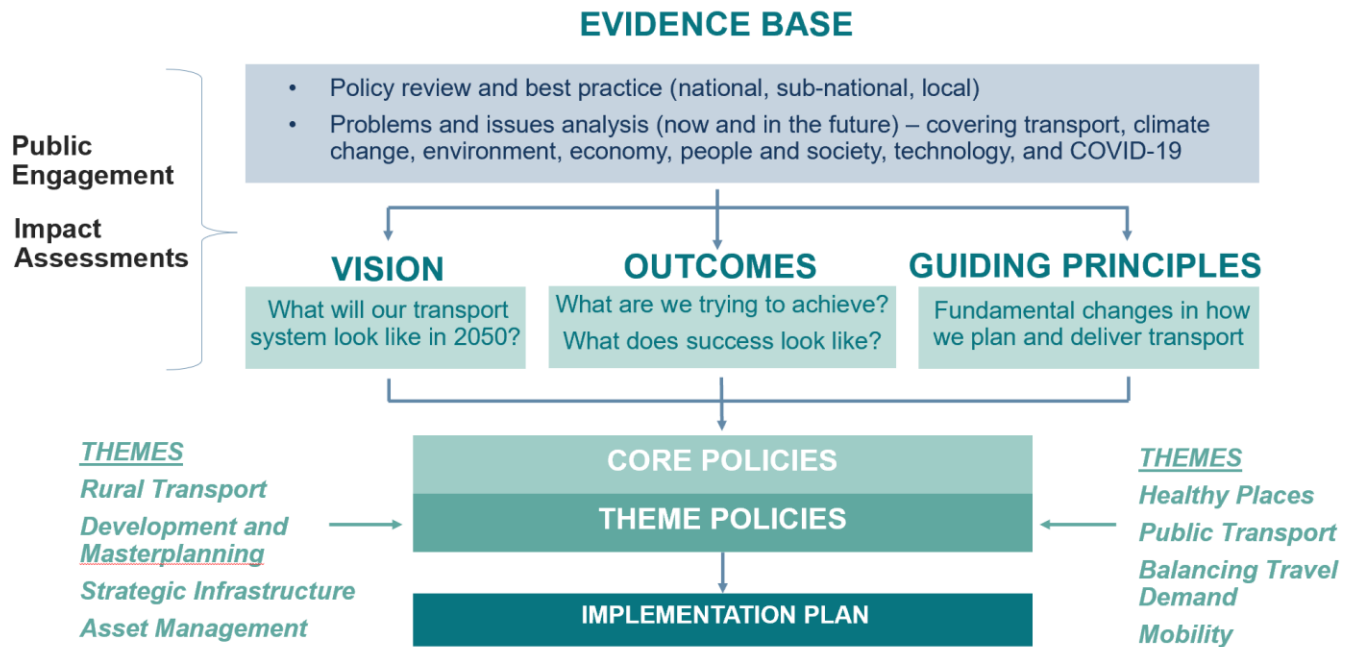 EVIDENCE BASE
• Policy review and best practice (national, sub-national, local)
• Problems and issues analysis (now and in the future) – covering transport, climate
change, environment, economy, people and society, technology, and COVID-19
Public
Engagement
Impact
Assessments
VISION
What will our transport
system look like in 2050?
OUTCOMES
What are we trying to achieve?
What does success look like?
GUIDING PRINCIPLES
Fundamental changes in how
we plan and deliver transport
CORE POLICIES
THEME POLICIES
IMPLEMENTATION PLAN
THEMES
Rural Transport
Development and
Masterplanning
Strategic Infrastructure
Asset Management
THEMES
Healthy Places
Public Transport
Balancing Travel
Demand
Mobility